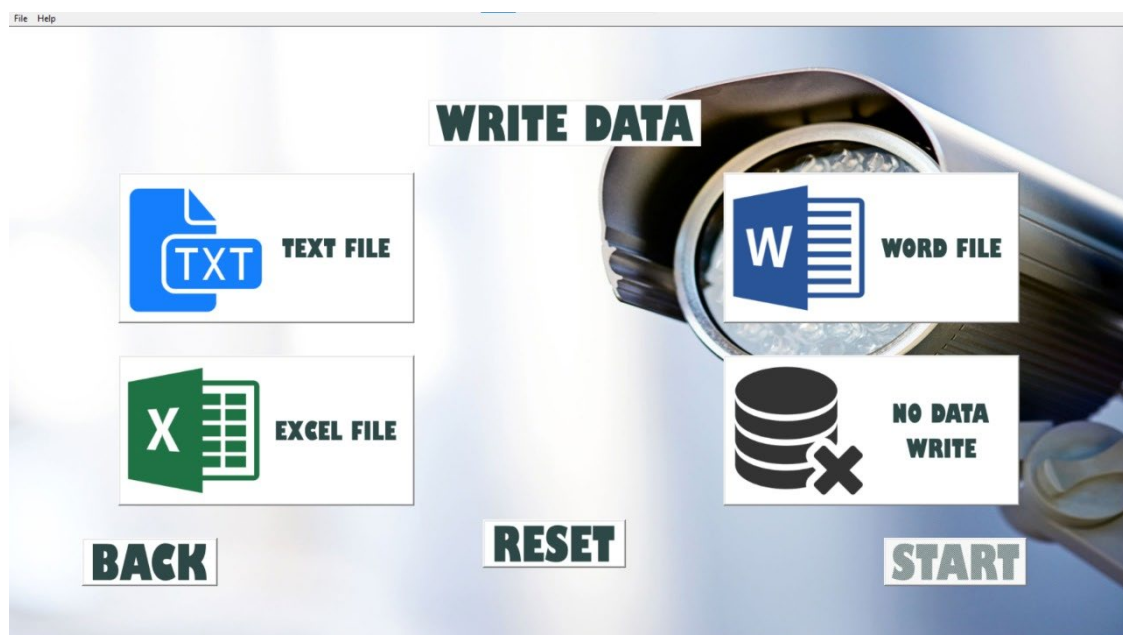 File Help
WRITE DATA
TXT
TEXT FILE
W
WORD FILE
X
EXCEL FILE
NO DATA
WRITE
BACK
RESET
START